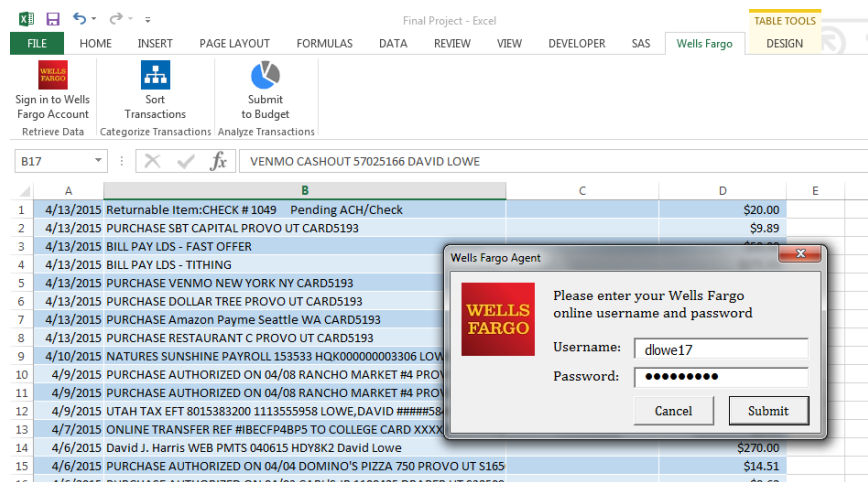 Final Project - Excel
TABLE TOOLS
FILE HOME INSERT PAGE LAYOUT FORMULAS DATA REVIEW VIEW DEVELOPER SAS Wells Fargo DESIGN
WELLS FARGO
Sign in to Wells Fargo Account
Sort Transactions
Submit to Budget
Retrieve Data Categorize Transactions Analyze Transactions
B17 fx VENMO CASHOUT 57025166 DAVID LOWE
A B C D E
1 4/13/2015 Returnable Item:CHECK # 1049 Pending ACH/Check $20.00
2 4/13/2015 PURCHASE SBT CAPITAL PROVO UT CARD5193 $9.89
3 4/13/2015 BILL PAY LDS - FAST OFFER
4 4/13/2015 BILL PAY LDS - TITHING
5 4/13/2015 PURCHASE VENMO NEW YORK NY CARD5193
6 4/13/2015 PURCHASE DOLLAR TREE PROVO UT CARD5193
7 4/13/2015 PURCHASE Amazon Payme Seattle WA CARD5193
8 4/13/2015 PURCHASE RESTAURANT C PROVO UT CARD5193
9 4/10/2015 NATURES SUNSHINE PAYROLL 153533 HQK000000003306 LOW
10 4/9/2015 PURCHASE AUTHORIZED ON 04/08 RANCHO MARKET #4 PROV
11 4/9/2015 PURCHASE AUTHORIZED ON 04/08 RANCHO MARKET #4 PROV
12 4/9/2015 UTAH TAX EFT 8015383200 1113555958 LOWE,DAVID #####584
13 4/7/2015 ONLINE TRANSFER REF #IBECFP4BP5 TO COLLEGE CARD XXXX
14 4/6/2015 David J. Harris WEB PMTS 040615 HDY8K2 David Lowe $270.00
15 4/6/2015 PURCHASE AUTHORIZED ON 04/04 DOMINO'S PIZZA 750 PROVO UT S165 $14.51
Wells Fargo Agent
WELLS
FARGO
Please enter your Wells Fargo
online username and password
Username: dlowe17
Password:
Cancel Submit